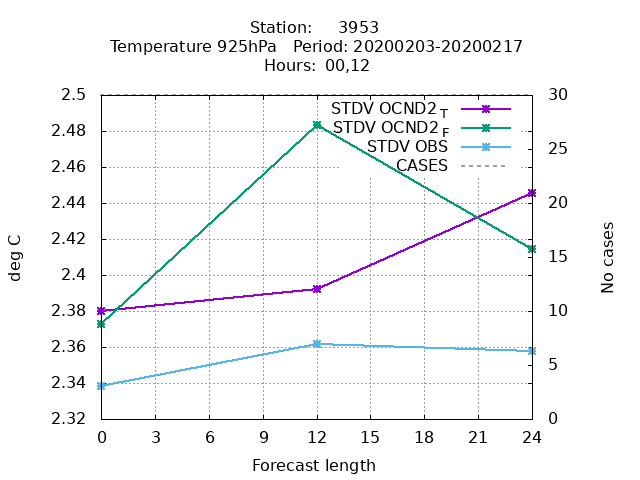 Station: 3953
Temperature 925hPa Period: 20200203-20200217
Hours: 00,12
2.5
2.48
2.46
2.44
2.42
2.4
2.38
2.36
2.34
2.32
deg C
STDV OCND2 T
STDV OCND2 F
STDV OBS
CASES
30
25
20
15
10
5
0
No cases
0 3 6 9 12 15 18 21 24
Forecast length